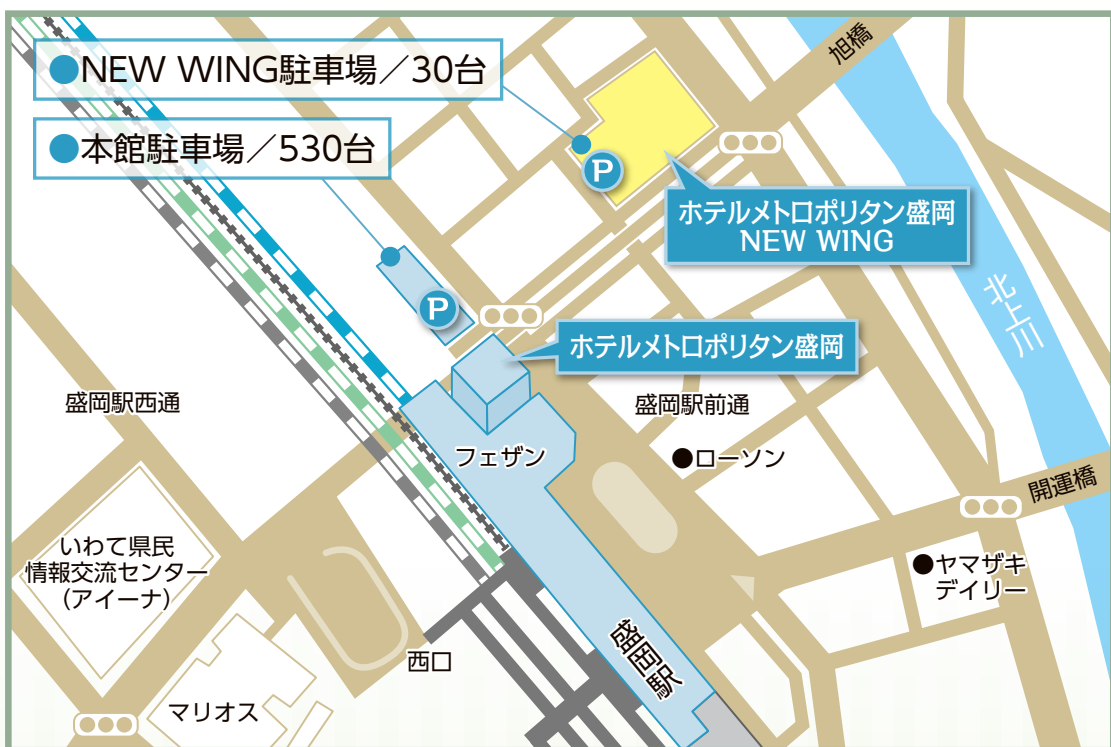 ●NEW WING駐車場／30台
●本館駐車場／530台
旭橋
P
ホテルメトロポリタン盛岡
NEW WING
北上川
P
ホテルメトロポリタン盛岡
盛岡駅西通
盛岡駅前通
フェザン
●ローソン
開運橋
いわて県民
情報交流センター
（アイーナ）
●ヤマザキ
デイリー
盛岡駅
西口
マリオス